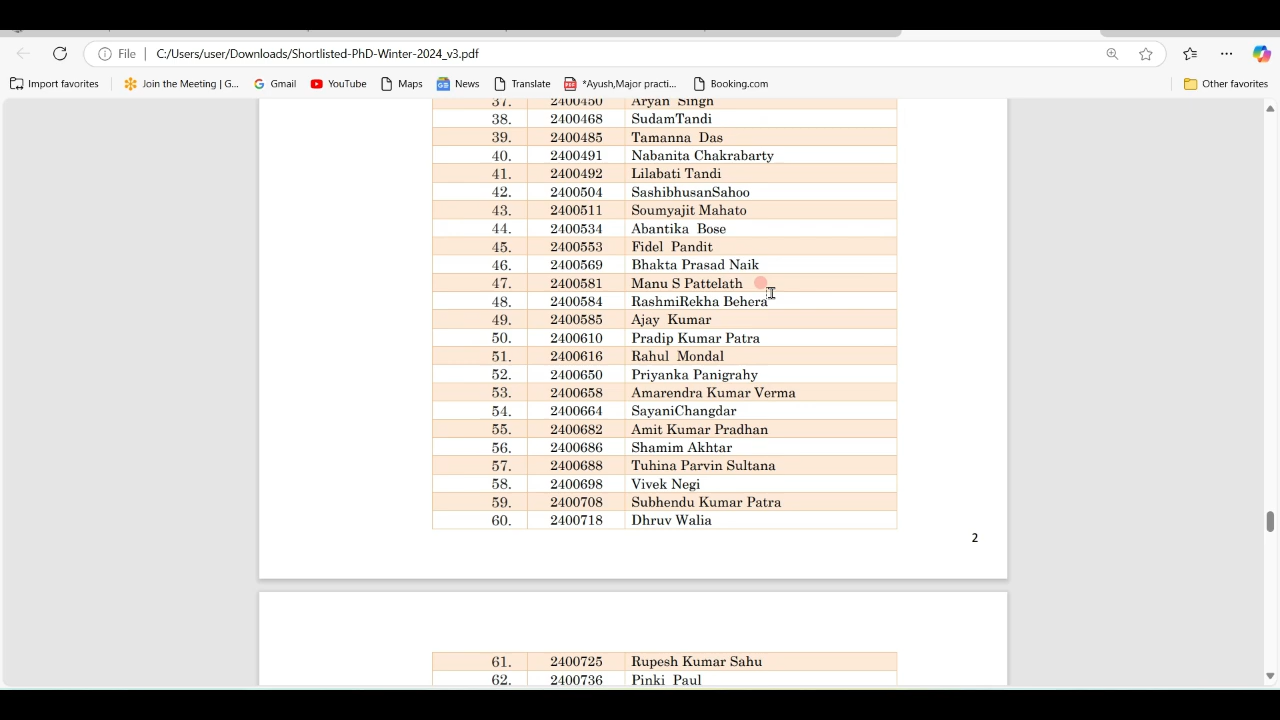 File C:/Users/user/Downloads/Shortlisted-PhD-Winter-2024_v3.pdf
Import favorites Join the Meeting | G... Gmail YouTube Maps News Translate *Ayush,Major practi... Booking.com Other favorites
37. 2400450 Aryan Singh
38. 2400468 SudamTandi
39. 2400485 Tamanna Das
40. 2400491 Nabanita Chakrabarty
41. 2400492 Lilabati Tandi
42. 2400504 SashibhusanSahoo
43. 2400511 Soumyajit Mahato
44. 2400534 Abantika Bose
45. 2400553 Fidel Pandit
46. 2400569 Bhakta Prasad Naik
47. 2400581 Manu S Pattelath
48. 2400584 RashmiRekha Behera
49. 2400585 Ajay Kumar
50. 2400610 Pradip Kumar Patra
51. 2400616 Rahul Mondal
52. 2400650 Priyanka Panigrahy
53. 2400658 Amarendra Kumar Verma
54. 2400664 SayaniChangdar
55. 2400682 Amit Kumar Pradhan
56. 2400686 Shamim Akhtar
57. 2400688 Tuhina Parvin Sultana
58. 2400698 Vivek Negi
59. 2400708 Subhendu Kumar Patra
60. 2400718 Dhruv Walia
2
61. 2400725 Rupesh Kumar Sahu
62. 2400736 Pinki Paul